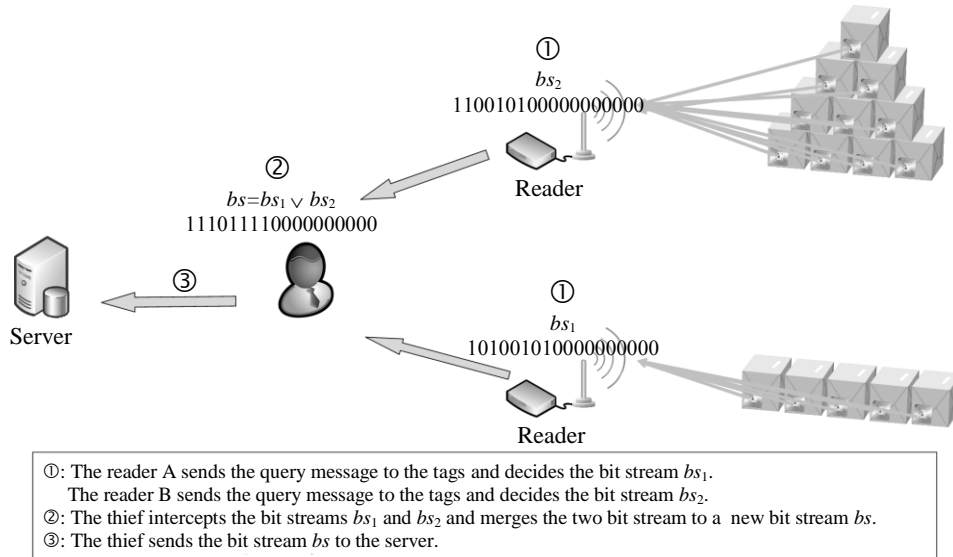 ①
bs₂
110010100000000000
Reader
②
bs=bs₁ ∨ bs₂
111011110000000000
③
Server
①
bs₁
101001010000000000
Reader
①: The reader A sends the query message to the tags and decides the bit stream bs₁.
The reader B sends the query message to the tags and decides the bit stream bs₂.
②: The thief intercepts the bit streams bs₁ and bs₂ and merges the two bit stream to a new bit stream bs.
③: The thief sends the bit stream bs to the server.